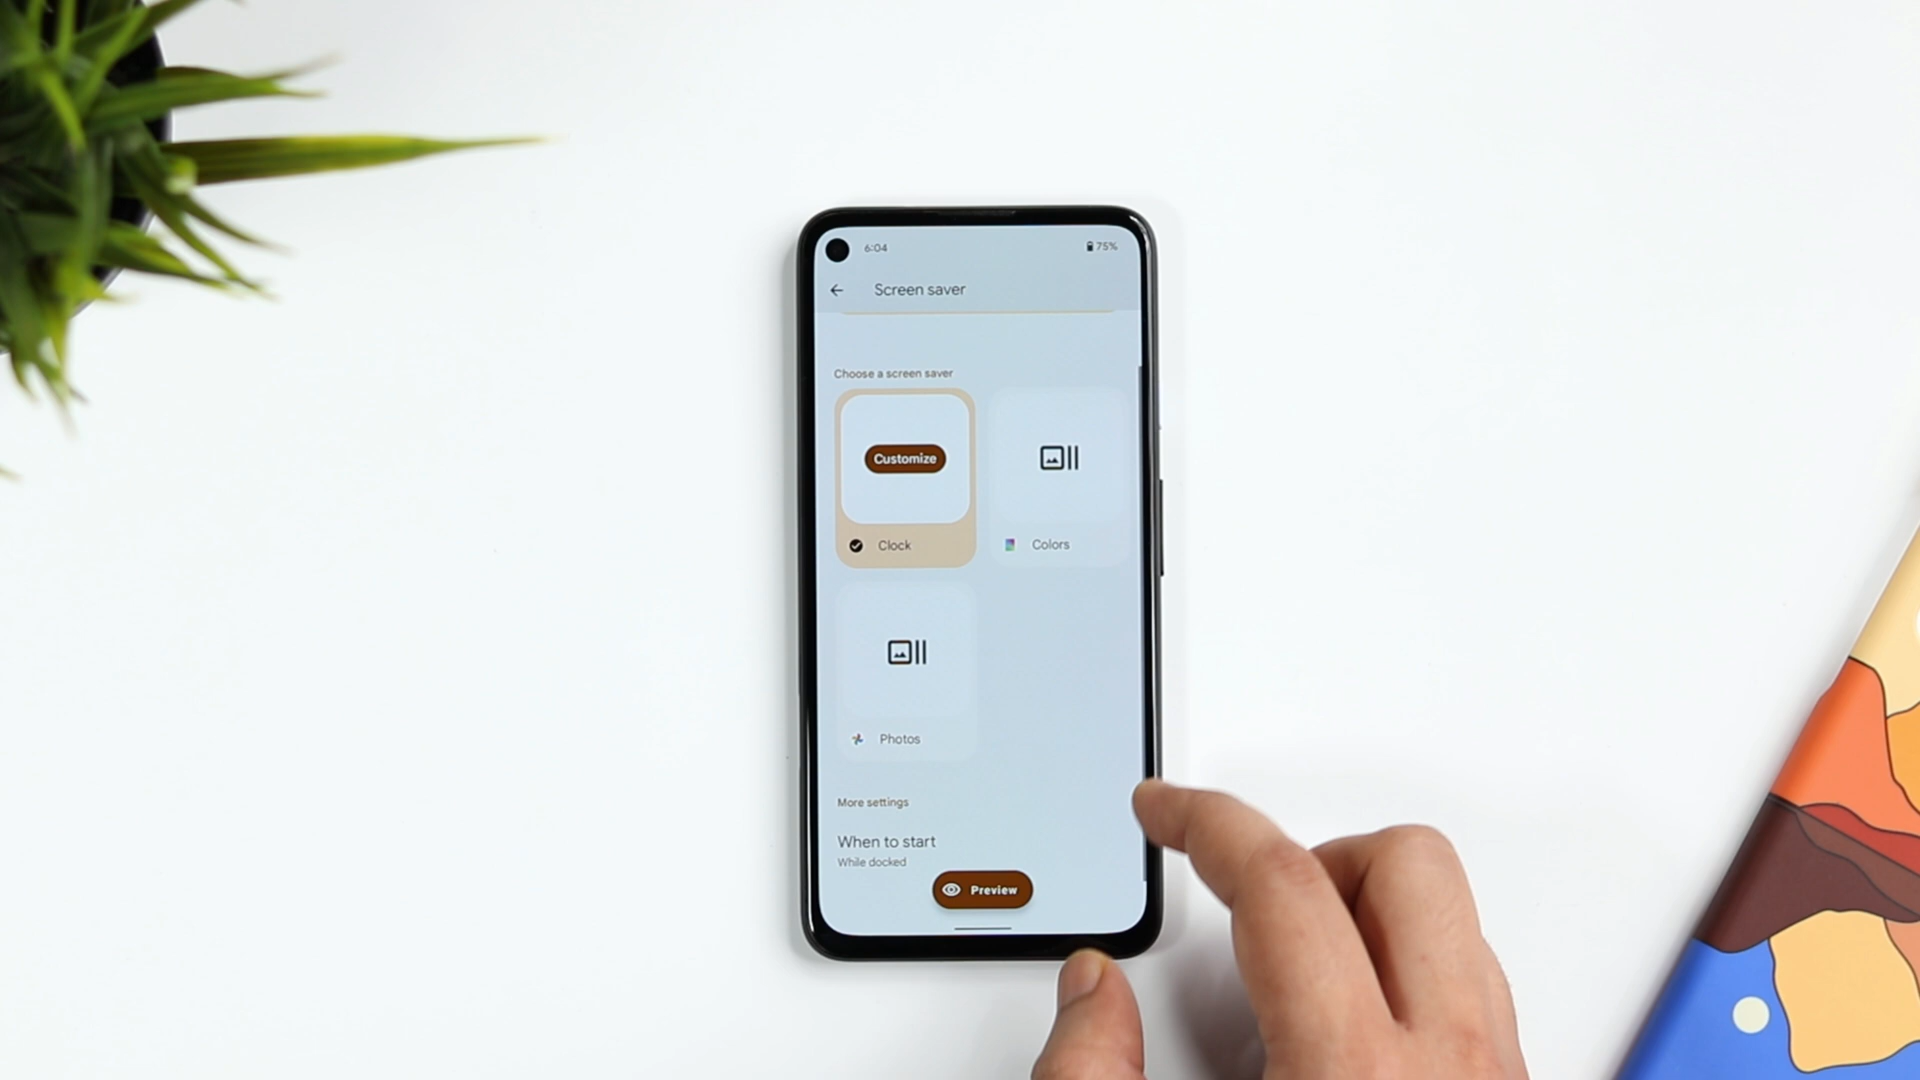 6:04
75%
Screen saver
Choose a screen saver
Customize
Clock
Colors
Photos
More settings
When to start
While docked
Preview